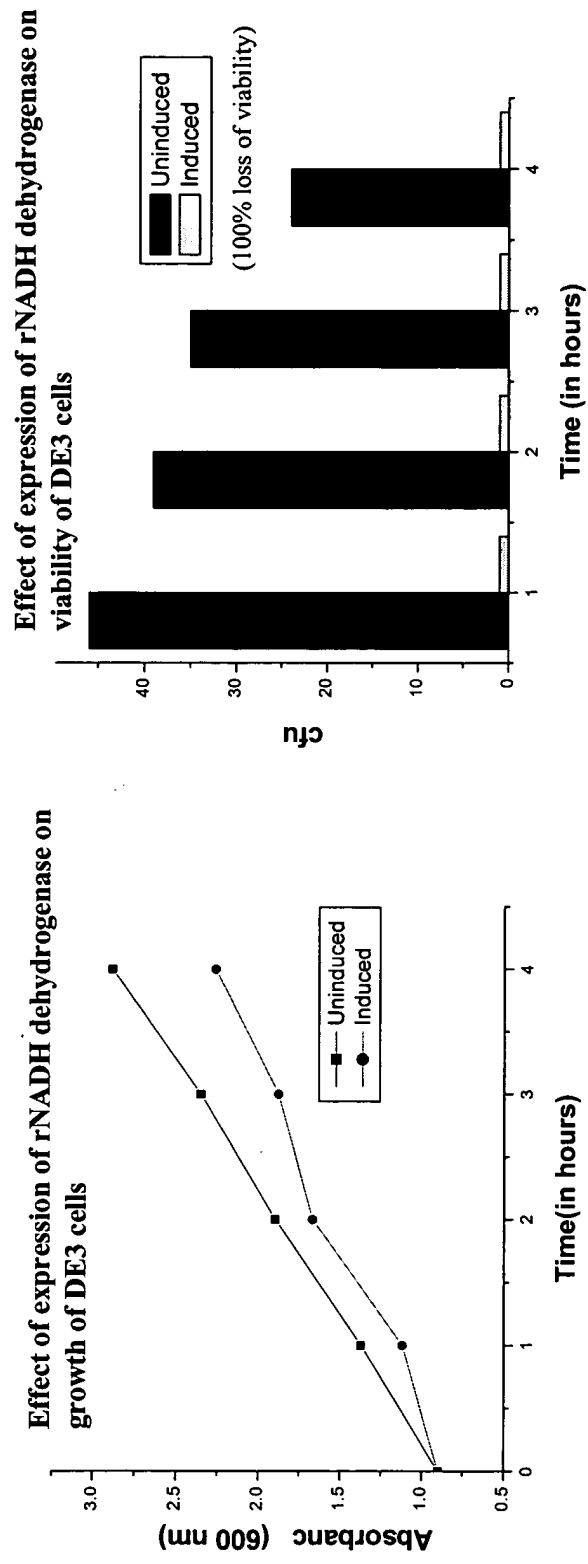 Effect of expression of rNADH dehydrogenase on
growth of DE3 cells
3.0
2.5
2.0
1.5
1.0
0.5
Absorbanc (600 nm)
Uninduced
Induced
0 1 2 3 4
Time(in hours)
Effect of expression of rNADH dehydrogenase on
viability of DE3 cells
40
30
20
10
0
cfu
Uninduced
Induced
(100% loss of viability)
1 2 3 4
Time (in hours)